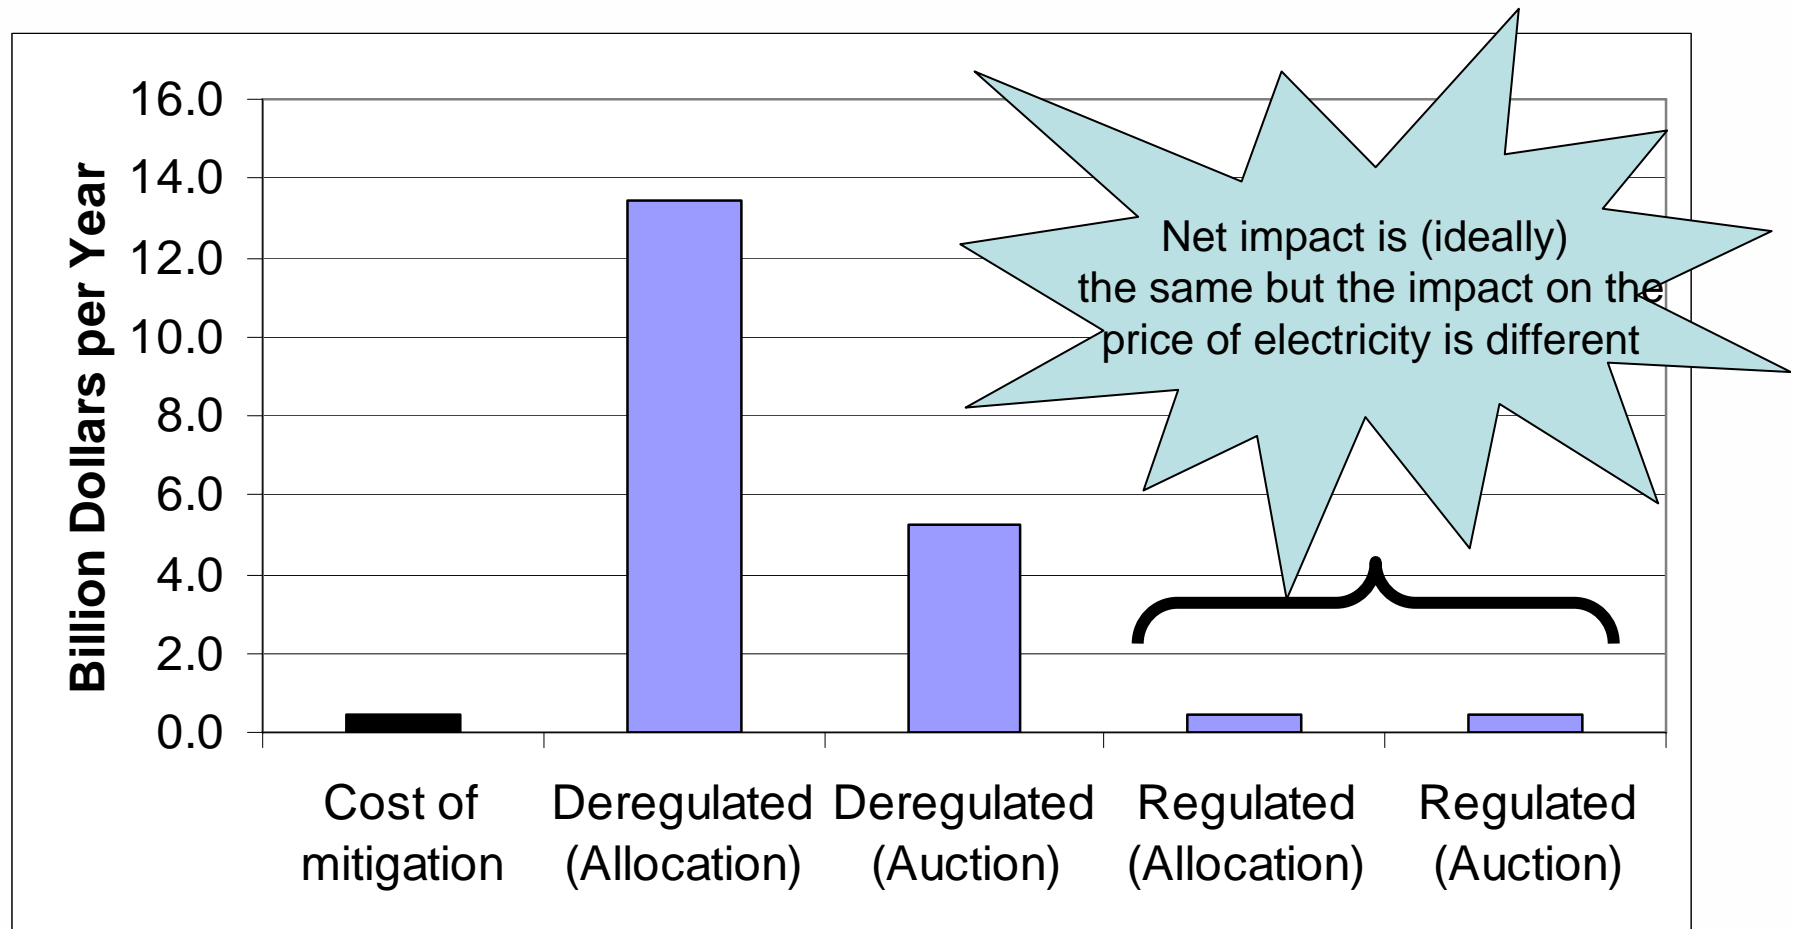 Billion Dollars per Year
16.0
14.0
12.0
10.0
8.0
6.0
4.0
2.0
0.0
Net impact is (ideally)
the same but the impact on the
price of electricity is different
Cost of
mitigation
Deregulated
(Allocation)
Deregulated
(Auction)
Regulated
(Allocation)
Regulated
(Auction)